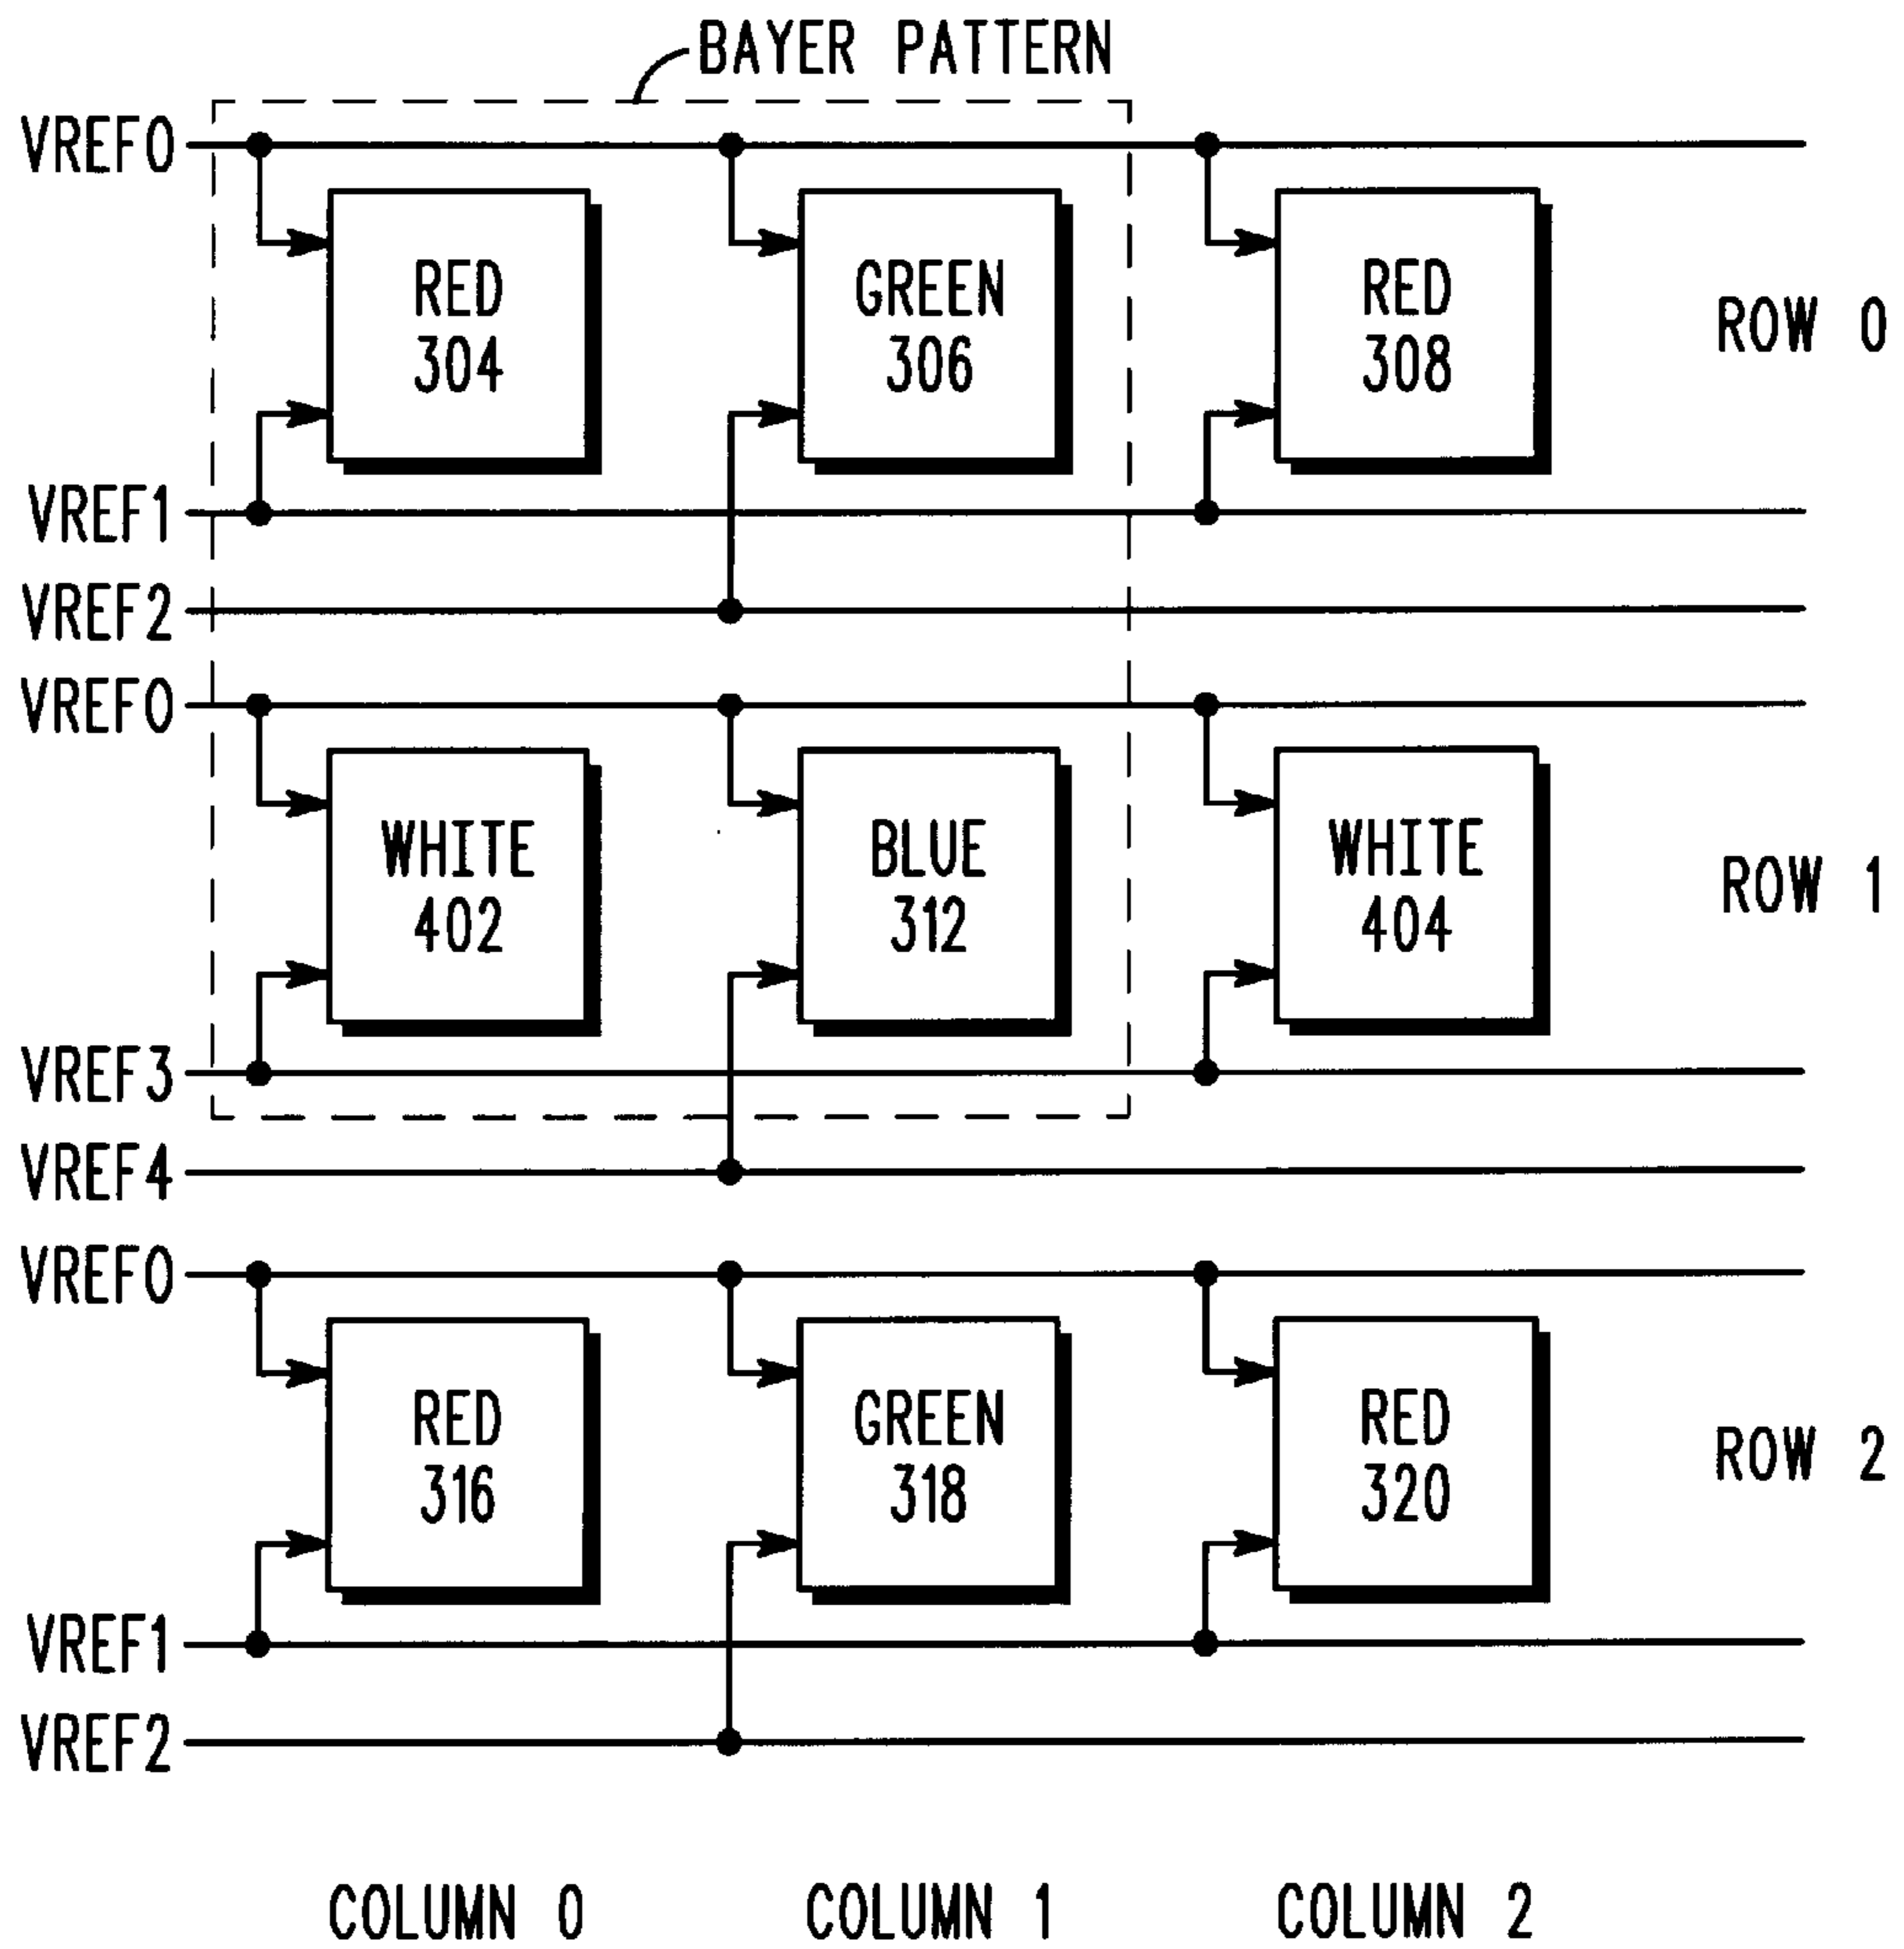 BAYER PATTERN
VREF0
RED
304
GREEN
306
RED
308
ROW 0
VREF1
VREF2
VREF0
WHITE
402
BLUE
312
WHITE
404
ROW 1
VREF3
VREF4
VREF0
RED
316
GREEN
318
RED
320
ROW 2
VREF1
VREF2
COLUMN 0 COLUMN 1 COLUMN 2